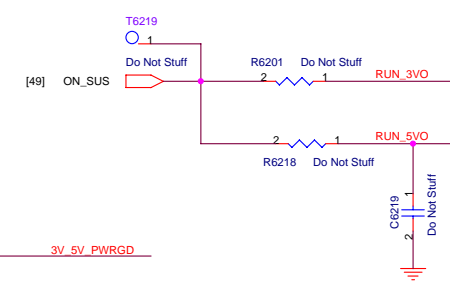 T6219
1
Do Not Stuff
R6201 Do Not Stuff
[49] ON_SUS
2 1 RUN_3VO
2 1 RUN_5VO
R6218 Do Not Stuff
1
C6219
Do Not Stuff
2
3V_5V_PWRGD